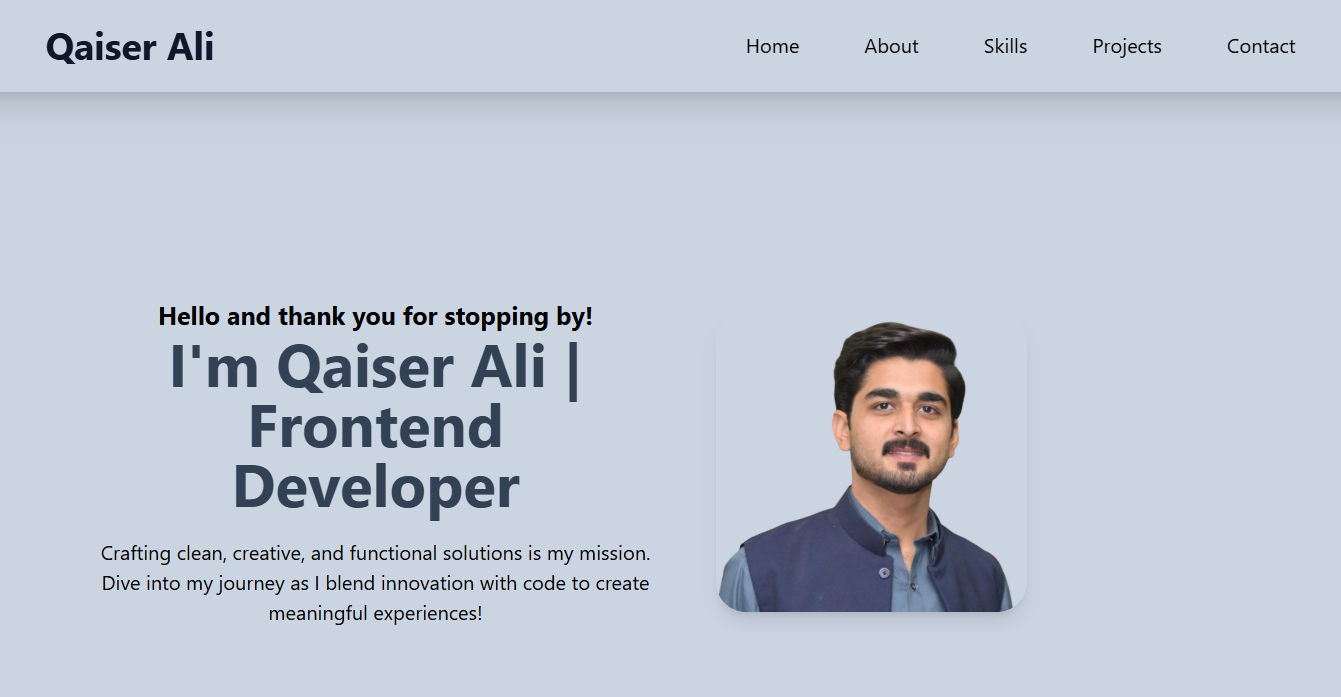 Qaiser Ali
Home About Skills Projects Contact
Hello and thank you for stopping by!
I'm Qaiser Ali |
Frontend
Developer
Crafting clean, creative, and functional solutions is my mission.
Dive into my journey as I blend innovation with code to create
meaningful experiences!